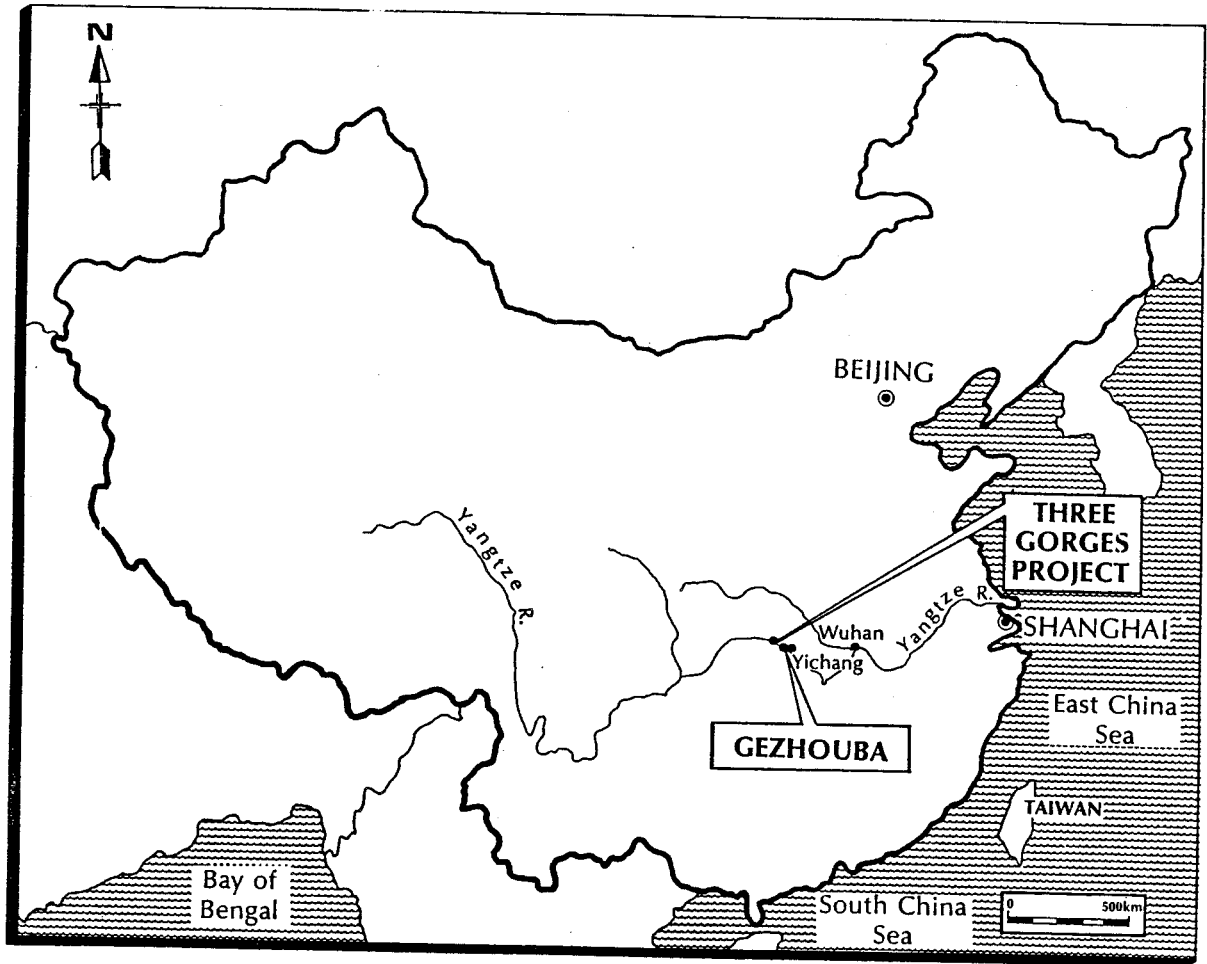 N
BEIJING
Yangtze R.
THREE
GORGES
PROJECT
Yangtze R.
Wuhan
SHANGHAI
Yichang
East China
Sea
GEZHOUBA
TAIWAN
Bay of
Bengal
South China
Sea
0 500km